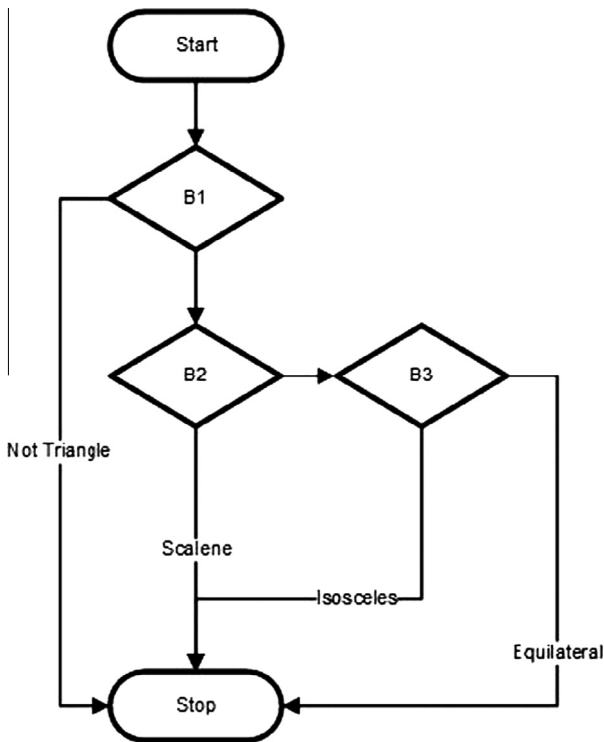 Start
B1
B2
B3
Not Triangle
Scalene
Isosceles
Equilateral
Stop